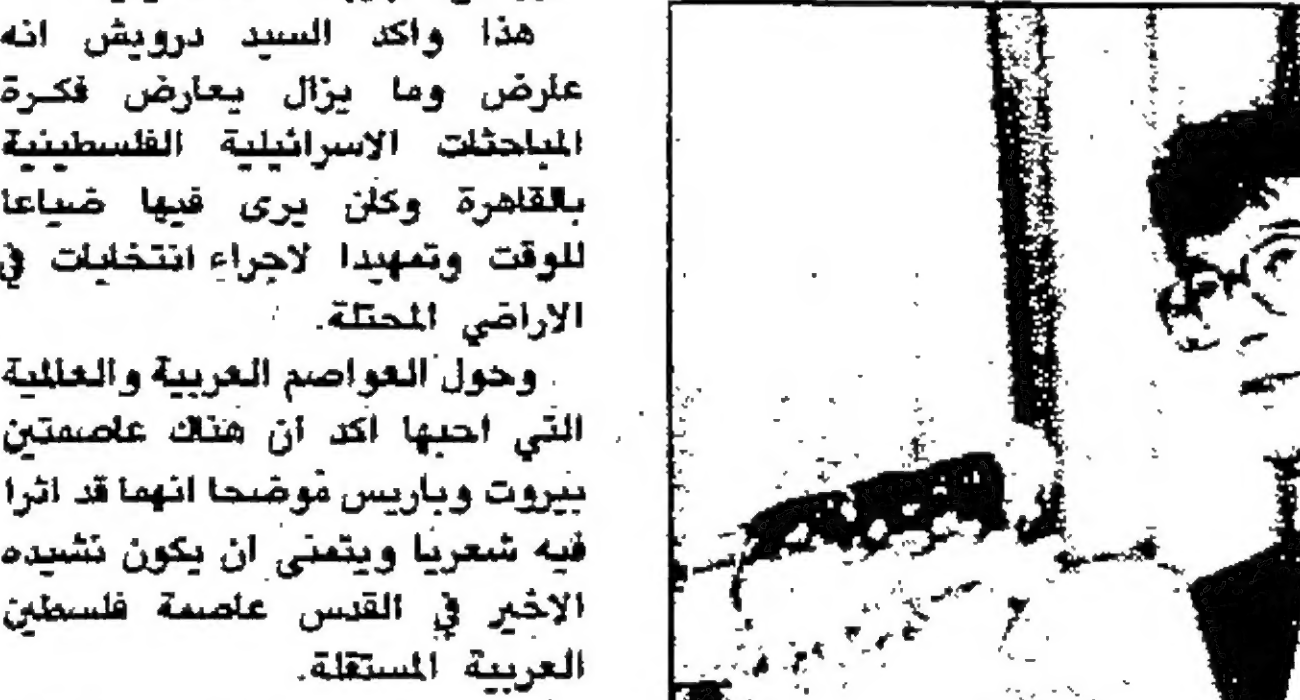 هذا واكد السيد درويش انه
عارض وما يزال يعارض فكرة
المباحثات الاسرائيلية الفلسطينية
بالقاهرة وكان يرى فيها ضياعا
للوقت وتمهيدا لاجراء انتخابات في
الاراضي المحتلة.
وحول العواصم العربية والعالمية
التي احبها اكد ان هناك عاصمتين
بيروت وباريس موضحا انهما قد اثرا
فيه شعريا ويتمنى ان يكون نشيده
الاخير في القدس عاصمة فلسطين
العربية المستقلة.